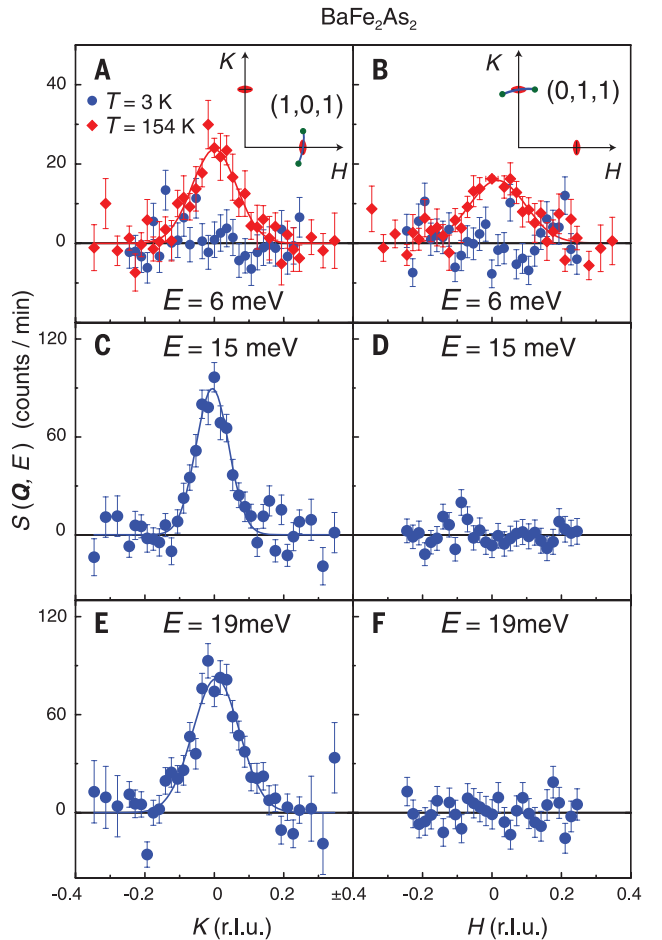 BaFe₂As₂
A
K
(1,0,1)
H
T = 3 K
T = 154 K
B
K
(0,1,1)
H
40
20
0
E = 6 meV
E = 6 meV
S (Q, E) (counts / min)
C
E = 15 meV
D
E = 15 meV
120
60
0
E
E = 19meV
F
E = 19meV
120
60
0
-0.4
-0.2
0
0.2
±0.4
-0.2
0
0.2
0.4
K (r.l.u.)
H (r.l.u.)